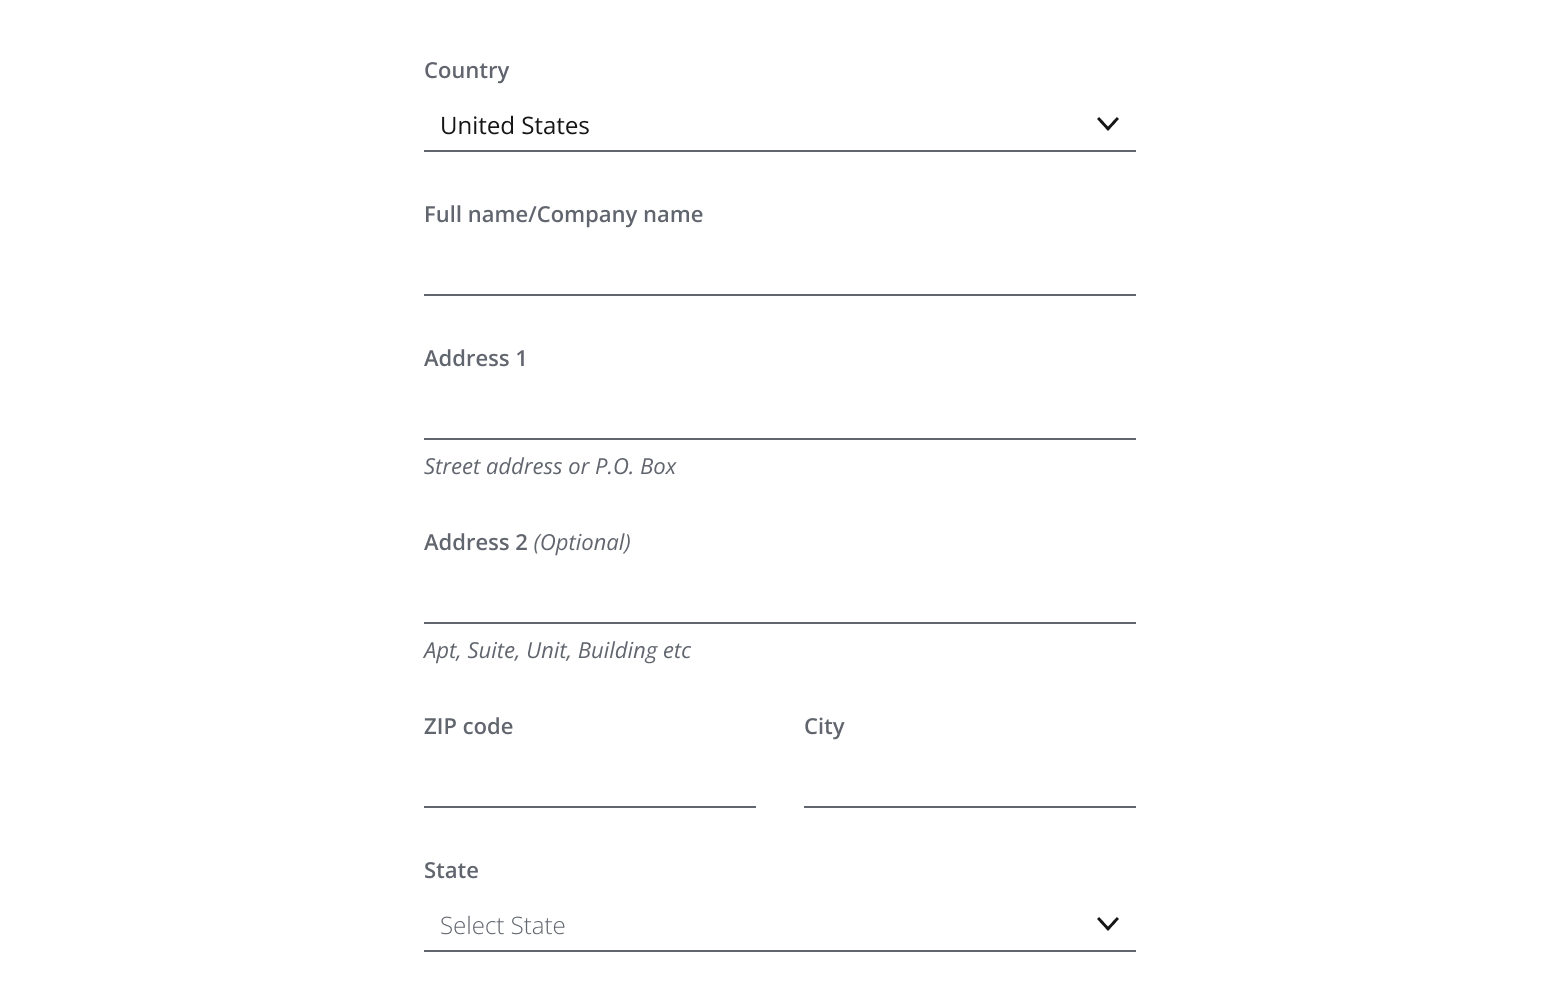 Country
United States
Full name/Company name
Address 1
Street address or P.O. Box
Address 2 (Optional)
Apt, Suite, Unit, Building etc
ZIP code City
State
Select State